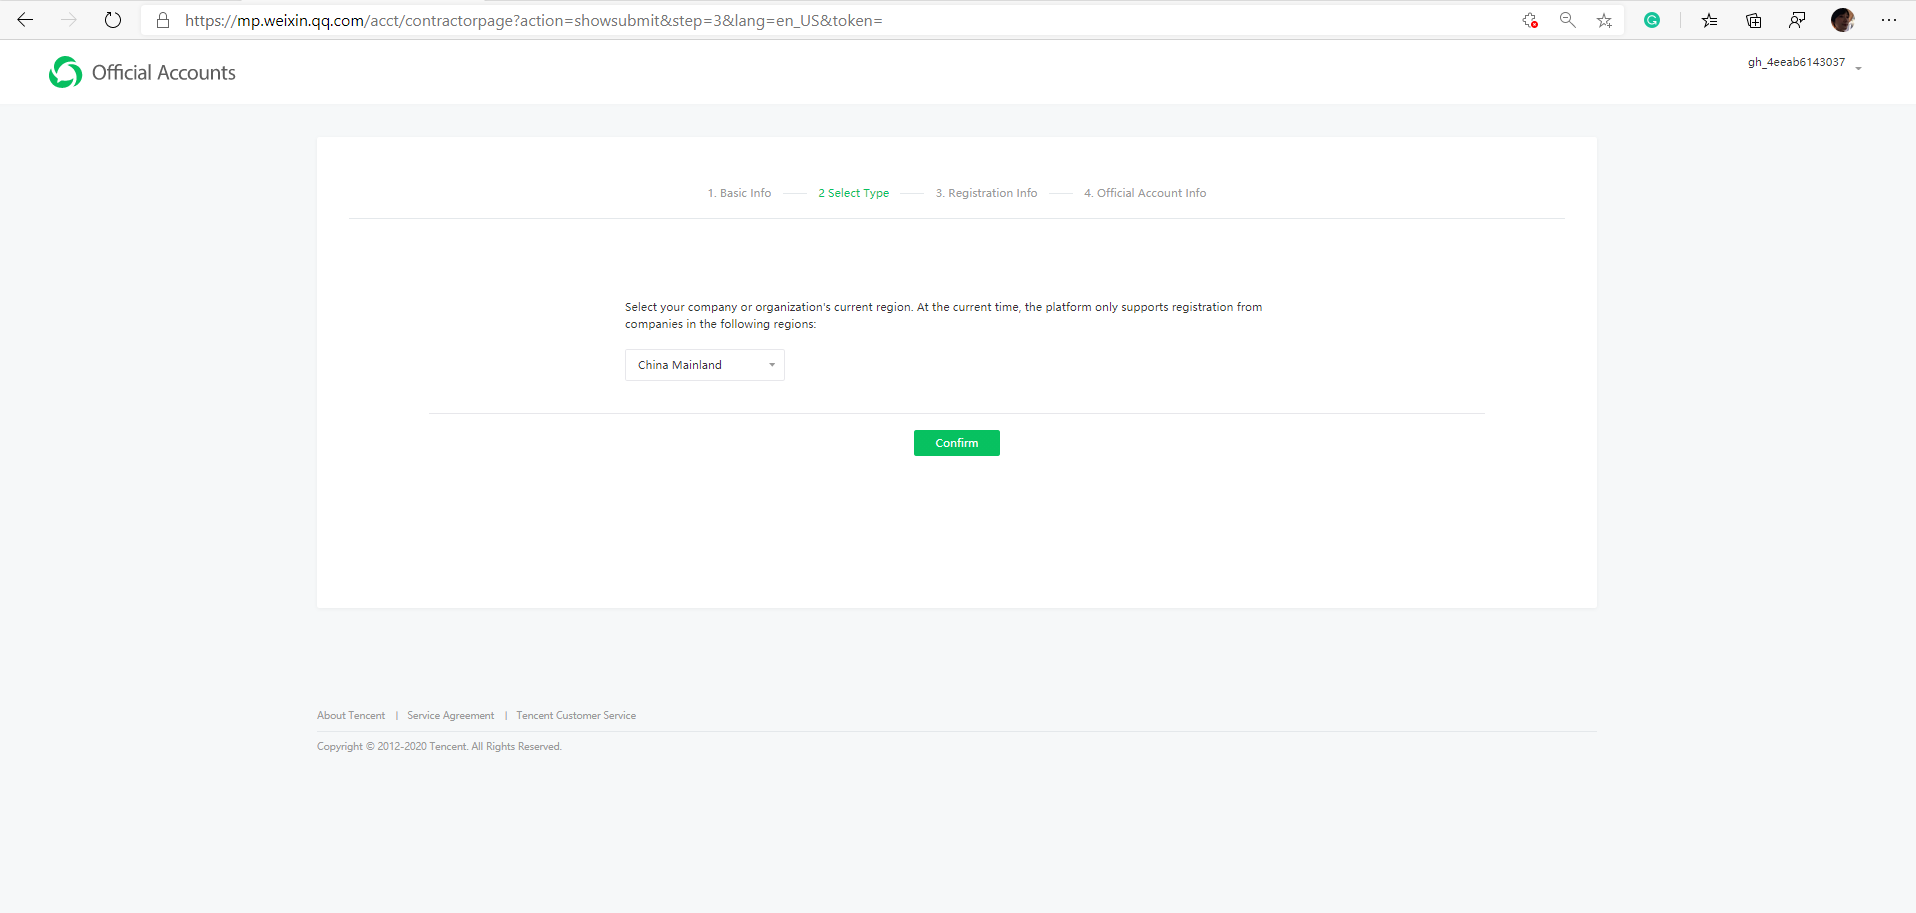 https://mp.weixin.qq.com/acct/contractorpage?action=showsubmit&step=3&lang=en_US&token=
Official Accounts
gh_4eeab6143037
1. Basic Info
2 Select Type
3. Registration Info
4. Official Account Info
Select your company or organization's current region. At the current time, the platform only supports registration from
companies in the following regions:
China Mainland
Confirm
About Tencent | Service Agreement | Tencent Customer Service
Copyright © 2012-2020 Tencent. All Rights Reserved.